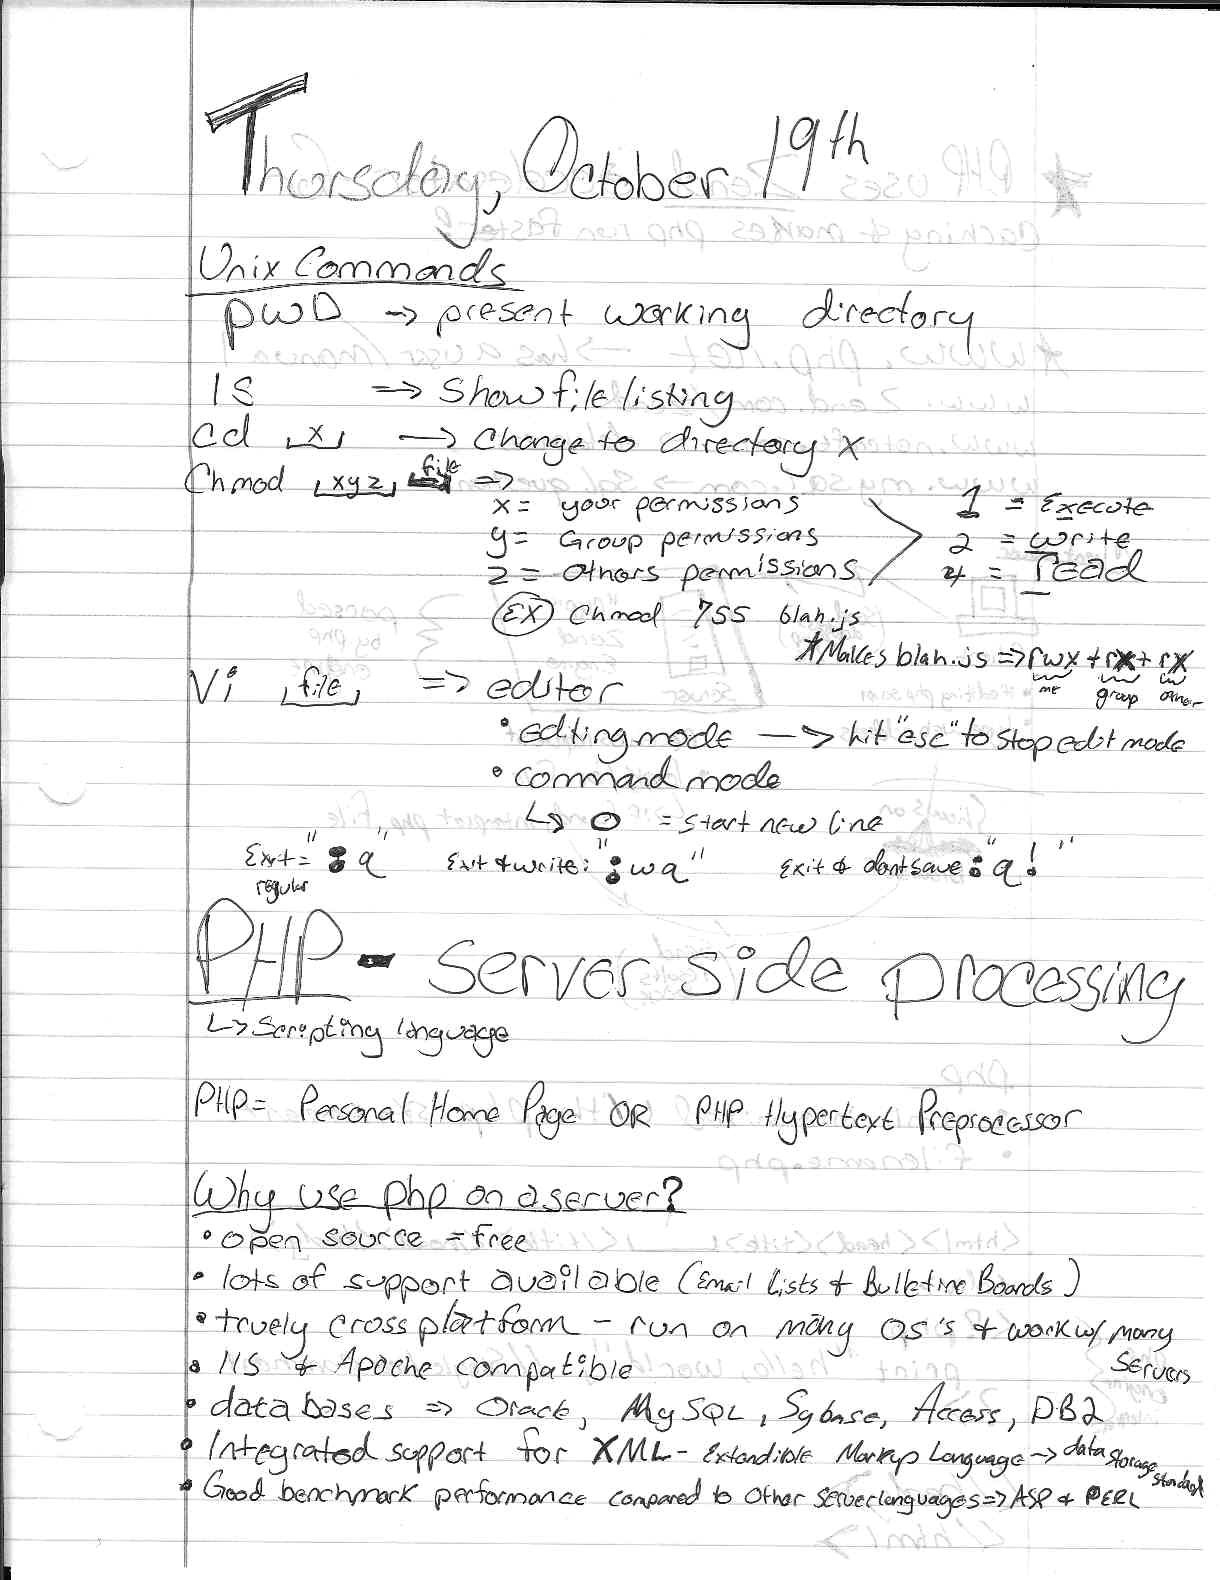 Thursday, October 19th
Unix Commands
pwD -> present working directory
ls => Show file listing
cd x -> Change to directory x
Chmod xyz, file =>
x = your permissions 1 = Execute
y = Group permissions 2 = write
z = others permissions 4 = read
EX Chmod 755 blah.js
*Makes blah.js => rwx + rx + rx
me group other
Vi file => editor
• editing mode -> hit "esc" to stop edit mode
• command mode
↳ o = start new line
Exit = ":q" Exit & write: ":wq" Exit & dont save ":q!"
regular
PHP - server side processing
↳ Scripting language
PHP = Personal Home Page OR PHP Hypertext Preprocessor
Why use php on a server?
• open source = free
• lots of support available (Email Lists & Bulletine Boards)
• truely cross platform - run on many OS's & work w/ many
servers
• IIS & Apache compatible
• databases => Oracle, MySQL, Sybase, Access, DB2
• Integrated support for XML - Extendible Markup Language -> data storage standard
• Good benchmark performance compared to other server languages => ASP & PERL